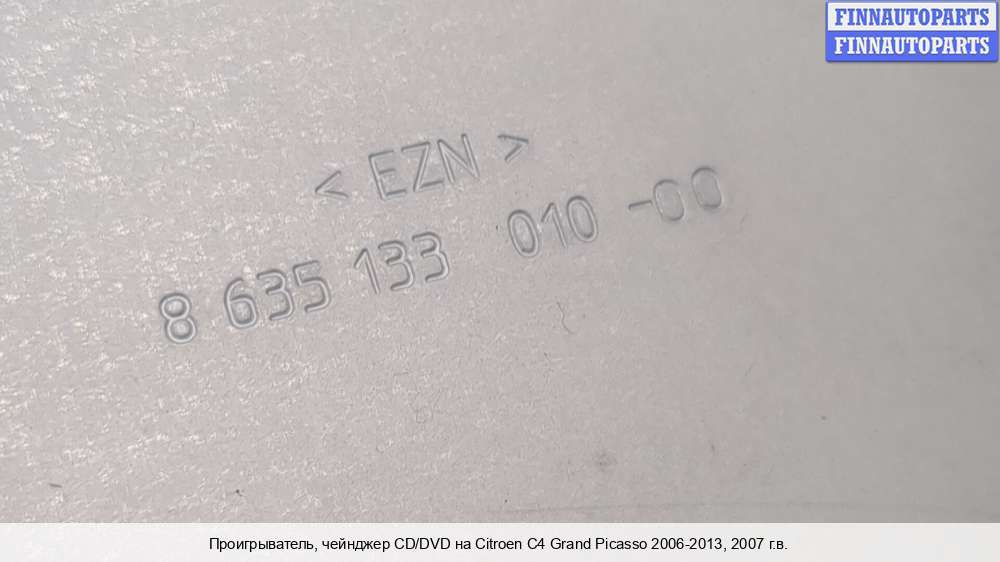 FINNAUTOPARTS
FINNAUTOPARTS
< EZN >
8 635 133 010 -00
Проигрыватель, чейнджер CD/DVD на Citroen C4 Grand Picasso 2006-2013, 2007 г.в.